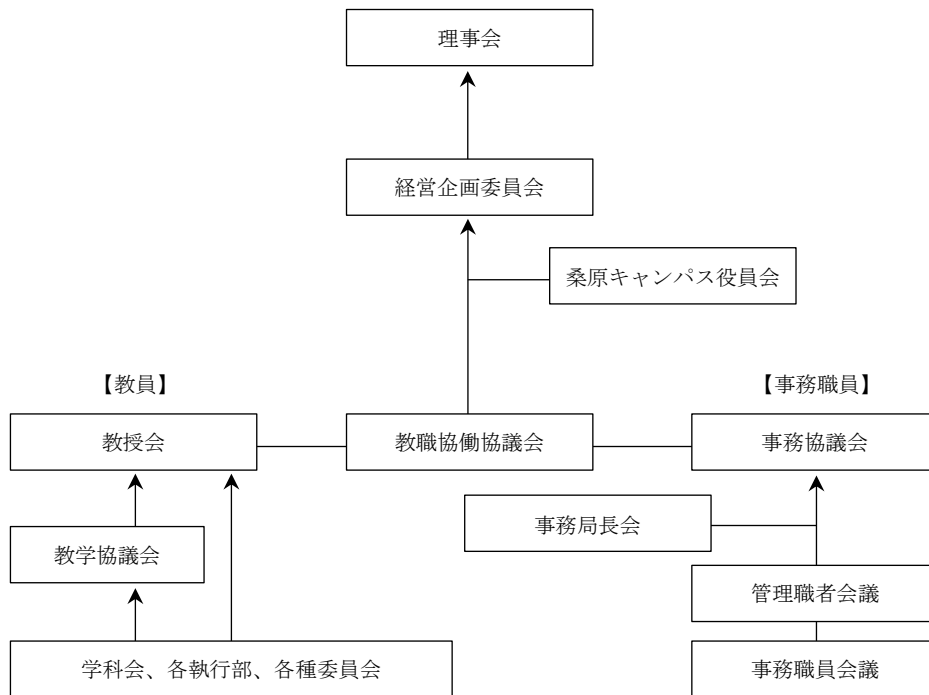 理事会
経営企画委員会
桑原キャンパス役員会
【教員】
【事務職員】
教授会
教職協働協議会
事務協議会
事務局長会
教学協議会
管理職者会議
学科会、各執行部、各種委員会
事務職員会議